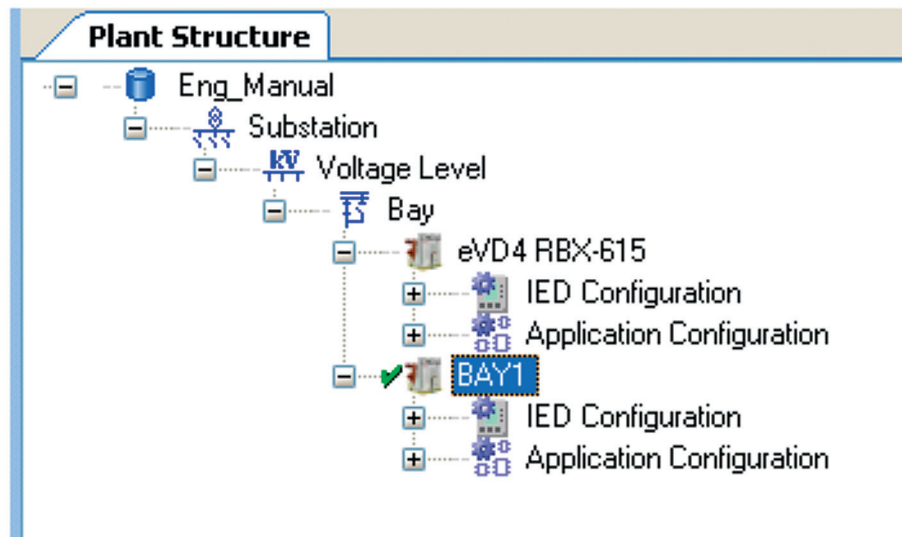 Plant Structure
Eng_Manual
Substation
kV Voltage Level
Bay
eVD4 RBX-615
IED Configuration
Application Configuration
BAY1
IED Configuration
Application Configuration